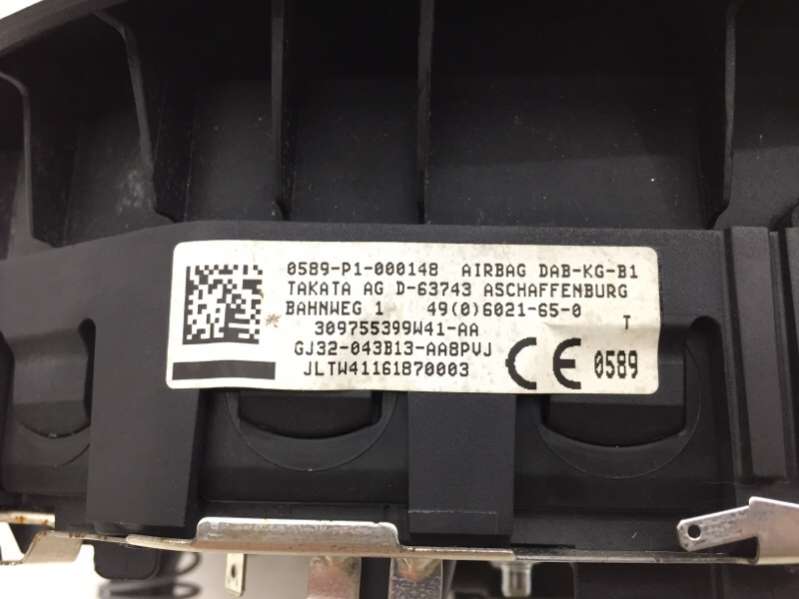 0589-P1-000148 AIRBAG DAB-KG-B1
TAKATA AG D-63743 ASCHAFFENBURG
BAHNWEG 1 49(0)6021-65-0
309755399W41-AA T
GJ32-043B13-AA8PVJ
JLTW41161870003 CE 0589